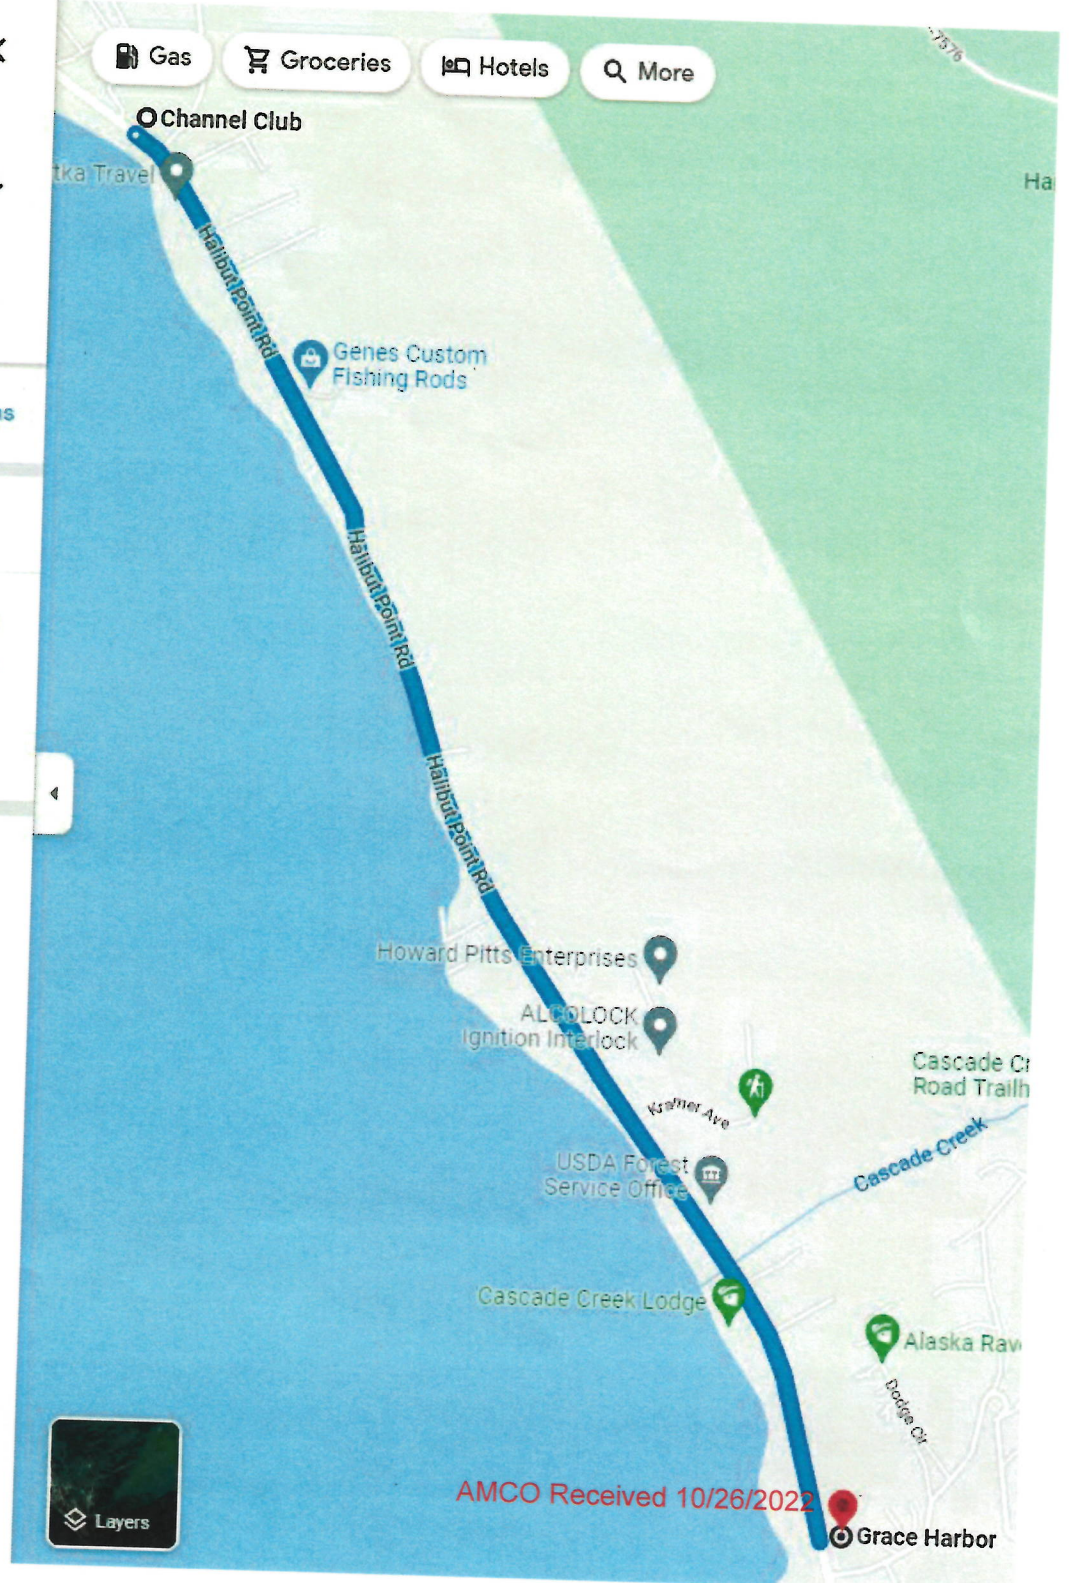 Gas
Groceries
Hotels
More
7576
Channel Club
tka Travel
Ha
Halibut Point Rd
Genes Custom
Fishing Rods
Halibut Point Rd
Halibut Point Rd
Howard Pitts Enterprises
ALCOLOCK
Ignition Interlock
Cascade Cr
Road Trailh
Kramer Ave
Cascade Creek
USDA Forest
Service Office
Cascade Creek Lodge
Alaska Rav
Dodge Cir
AMCO Received 10/26/2022
Layers
Grace Harbor